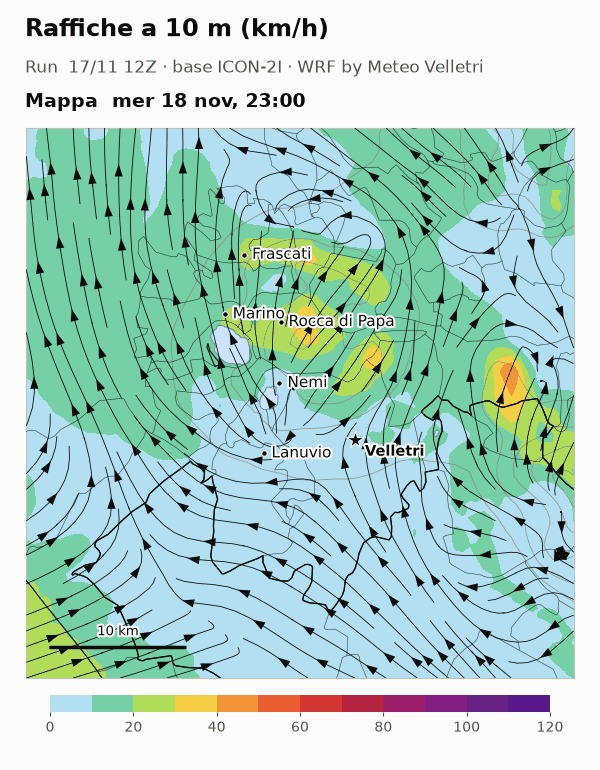 Raffiche a 10 m (km/h)
Run  17/11 12Z · base ICON-2I · WRF by Meteo Velletri
Mappa  mer 18 nov, 23:00
Frascati
Marino
Rocca di Papa
Nemi
Lanuvio
Velletri
10 km
0 20 40 60 80 100 120